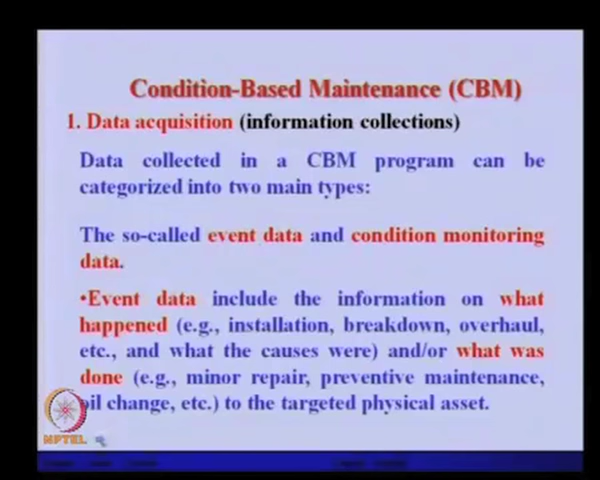 Condition-Based Maintenance (CBM)
1. Data acquisition (information collections)
Data collected in a CBM program can be
categorized into two main types:
The so-called event data and condition monitoring
data.
•Event data include the information on what
happened (e.g., installation, breakdown, overhaul,
etc., and what the causes were) and/or what was
done (e.g., minor repair, preventive maintenance,
oil change, etc.) to the targeted physical asset.
NPTEL